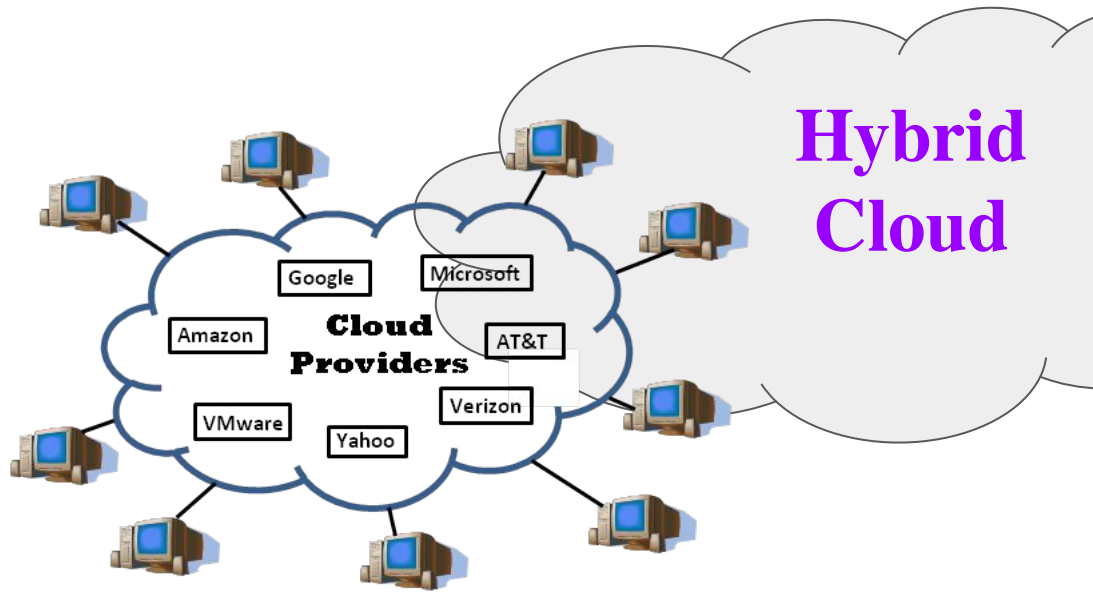 Hybrid
Cloud
Google
Microsoft
Amazon
Cloud
Providers
AT&T
VMware
Yahoo
Verizon